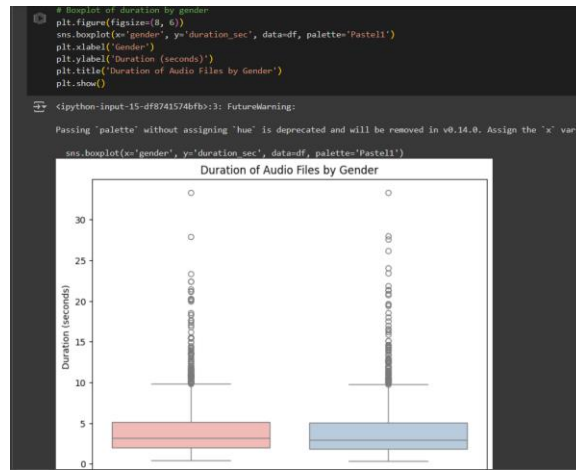 # Boxplot of duration by gender
plt.figure(figsize=(8, 6))
sns.boxplot(x='gender', y='duration_sec', data=df, palette='Pastel1')
plt.xlabel('Gender')
plt.ylabel('Duration (seconds)')
plt.title('Duration of Audio Files by Gender')
plt.show()
<ipython-input-15-df8741574bfb>:3: FutureWarning:
Passing `palette` without assigning `hue` is deprecated and will be removed in v0.14.0. Assign the `x` var
sns.boxplot(x='gender', y='duration_sec', data=df, palette='Pastel1')
Duration of Audio Files by Gender
30
25
20
15
10
5
0
Duration (seconds)